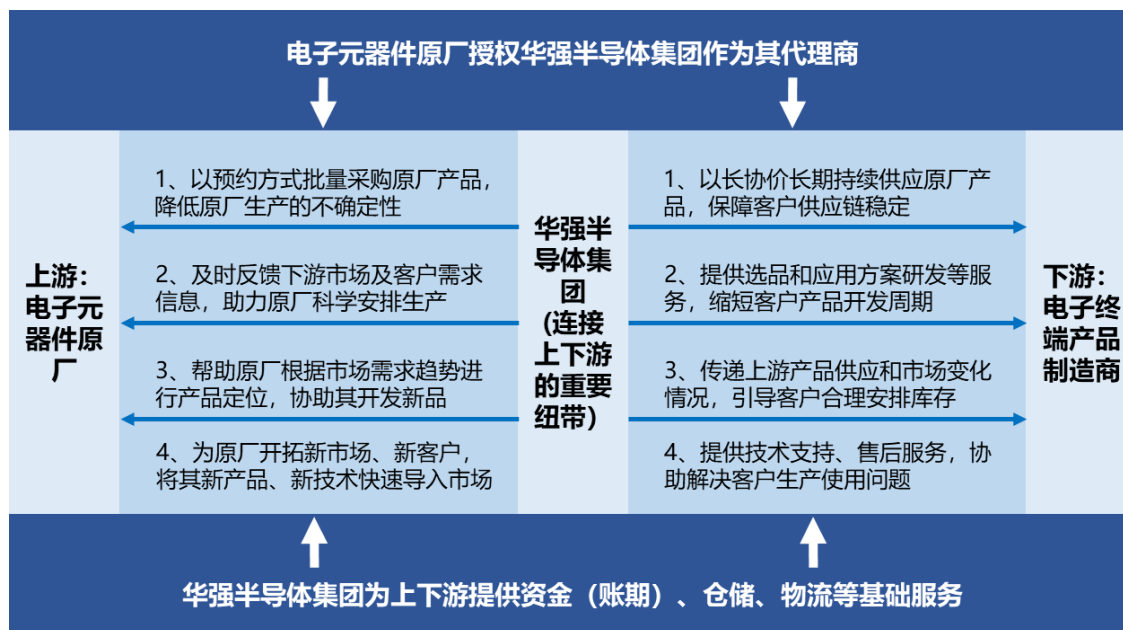 电子元器件原厂授权华强半导体集团作为其代理商
上游：
电子元
器件原
厂
1、以预约方式批量采购原厂产品，
降低原厂生产的不确定性
2、及时反馈下游市场及客户需求
信息，助力原厂科学安排生产
3、帮助原厂根据市场需求趋势进
行产品定位，协助其开发新品
4、为原厂开拓新市场、新客户，
将其新产品、新技术快速导入市场
华强半
导体集
团
(连接
上下游
的重要
纽带）
1、以长协价长期持续供应原厂产
品，保障客户供应链稳定
2、提供选品和应用方案研发等服
务，缩短客户产品开发周期
3、传递上游产品供应和市场变化
情况，引导客户合理安排库存
4、提供技术支持、售后服务，协
助解决客户生产使用问题
下游：
电子终
端产品
制造商
华强半导体集团为上下游提供资金（账期）、仓储、物流等基础服务